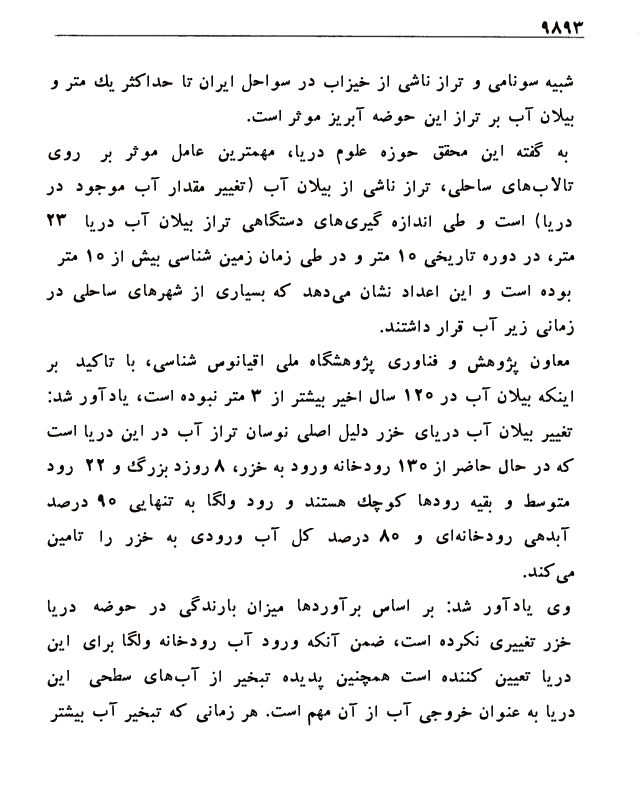 ۹۸۹۳
شبیه سونامی و تراز ناشی از خیزاب در سواحل ایران تا حداکثر یك متر و
بیلان آب بر تراز این حوضه آبریز موثر است.
به گفته این محقق حوزه علوم دریا، مهمترین عامل موثر بر روی
تالاب‌های ساحلی، تراز ناشی از بیلان آب (تغییر مقدار آب موجود در
دریا) است و طی اندازه گیری‌های دستگاهی تراز بیلان آب دریا ۲۳
متر، در دوره تاریخی ۱۰ متر و در طی زمان زمین شناسی بیش از ۱۰ متر
بوده است و این اعداد نشان می‌دهد که بسیاری از شهرهای ساحلی در
زمانی زیر آب قرار داشتند.
معاون پژوهش و فناوری پژوهشگاه ملی اقیانوس شناسی، با تاکید بر
اینکه بیلان آب در ۱۲۰ سال اخیر بیشتر از ۳ متر نبوده است، یادآور شد:
تغییر بیلان آب دریای خزر دلیل اصلی نوسان تراز آب در این دریا است
که در حال حاضر از ۱۳۰ رودخانه ورود به خزر، ۸ روزد بزرگ و ۲۲ رود
متوسط و بقیه رودها کوچك هستند و رود ولگا به تنهایی ۹۰ درصد
آبدهی رودخانه‌ای و ۸۰ درصد کل آب ورودی به خزر را تامین
می‌کند.
وی یادآور شد: بر اساس برآوردها میزان بارندگی در حوضه دریا
خزر تغییری نکرده است، ضمن آنکه ورود آب رودخانه ولگا برای این
دریا تعیین کننده است همچنین پدیده تبخیر از آب‌های سطحی این
دریا به عنوان خروجی آب از آن مهم است. هر زمانی که تبخیر آب بیشتر